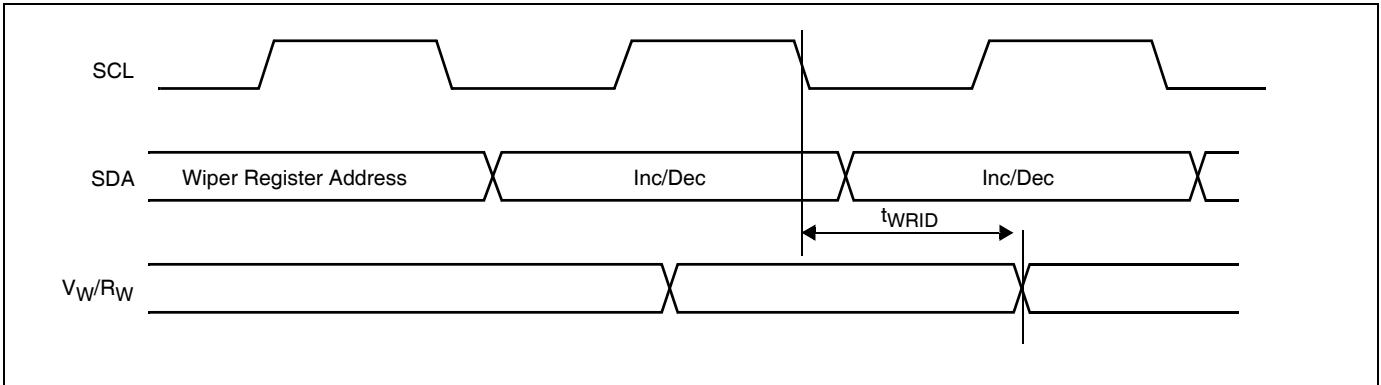 SCL
SDA Wiper Register Address Inc/Dec Inc/Dec
tWRID
VW/RW